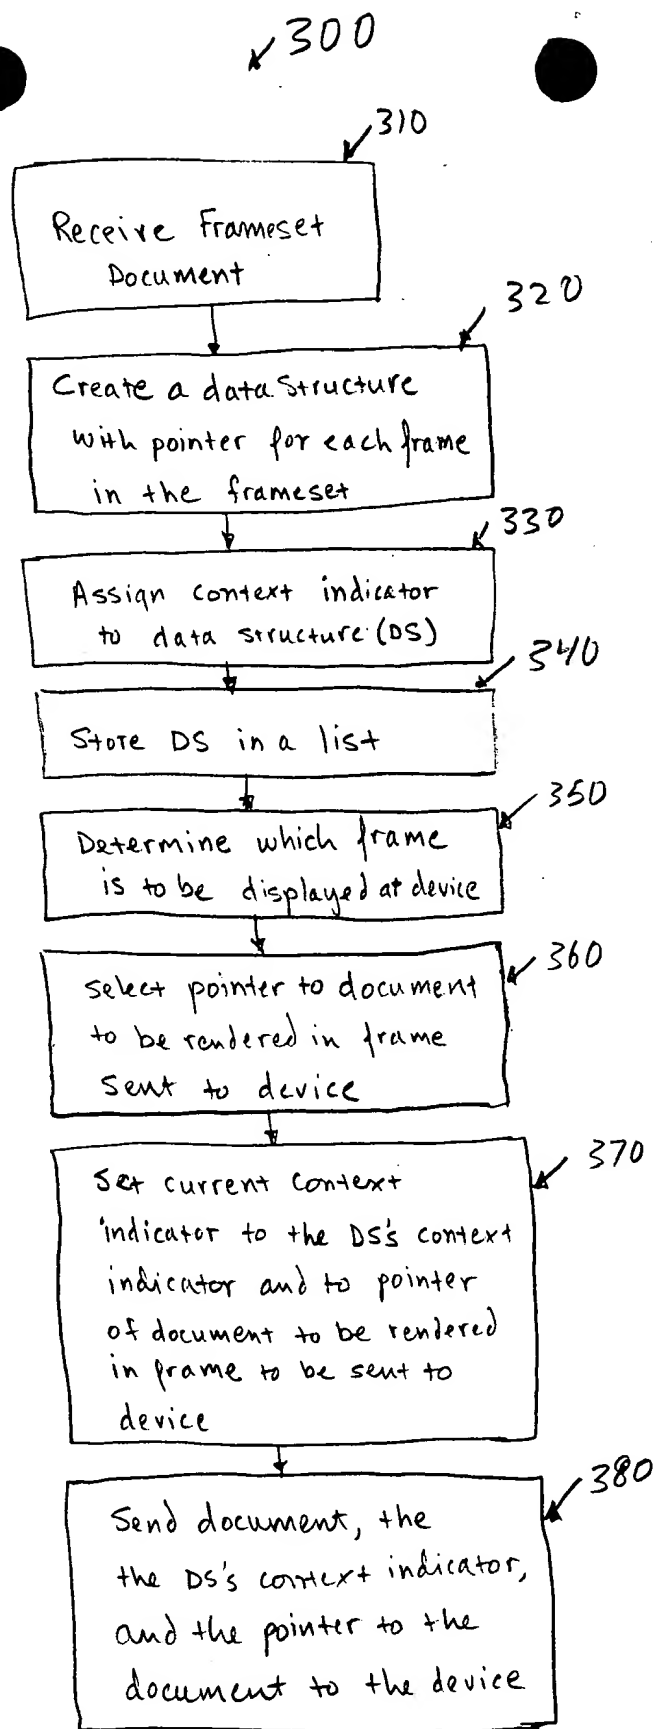 300
310
Receive Frameset
Document
320
Create a data structure
with pointer for each frame
in the frameset
330
Assign context indicator
to data structure (DS)
340
Store DS in a list
350
Determine which frame
is to be displayed at device
360
select pointer to document
to be rendered in frame
sent to device
370
Set current context
indicator to the DS's context
indicator and to pointer
of document to be rendered
in frame to be sent to
device
380
Send document, the
the DS's context indicator,
and the pointer to the
document to the device